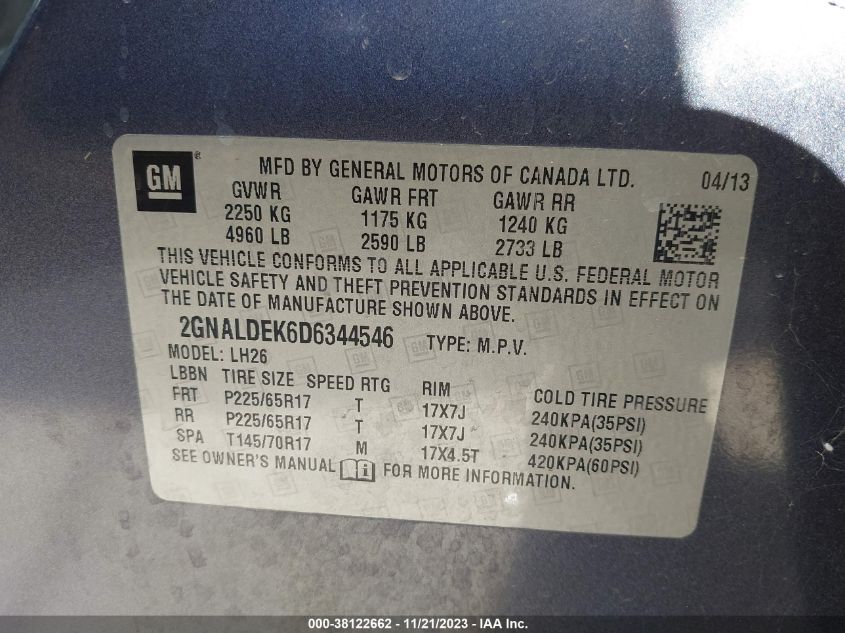 GM®
MFD BY GENERAL MOTORS OF CANADA LTD. 04/13
GVWR GAWR FRT GAWR RR
2250 KG 1175 KG 1240 KG
4960 LB 2590 LB 2733 LB
THIS VEHICLE CONFORMS TO ALL APPLICABLE U.S. FEDERAL MOTOR
VEHICLE SAFETY AND THEFT PREVENTION STANDARDS IN EFFECT ON
THE DATE OF MANUFACTURE SHOWN ABOVE.
2GNALDEK6D6344546 TYPE: M.P.V.
MODEL: LH26
LBBN TIRE SIZE SPEED RTG RIM COLD TIRE PRESSURE
FRT P225/65R17 T 17X7J 240KPA(35PSI)
RR P225/65R17 T 17X7J 240KPA(35PSI)
SPA T145/70R17 M 17X4.5T 420KPA(60PSI)
SEE OWNER'S MANUAL FOR MORE INFORMATION.
000-38122662 - 11/21/2023 - Copyright © 2023 IAA, Inc.